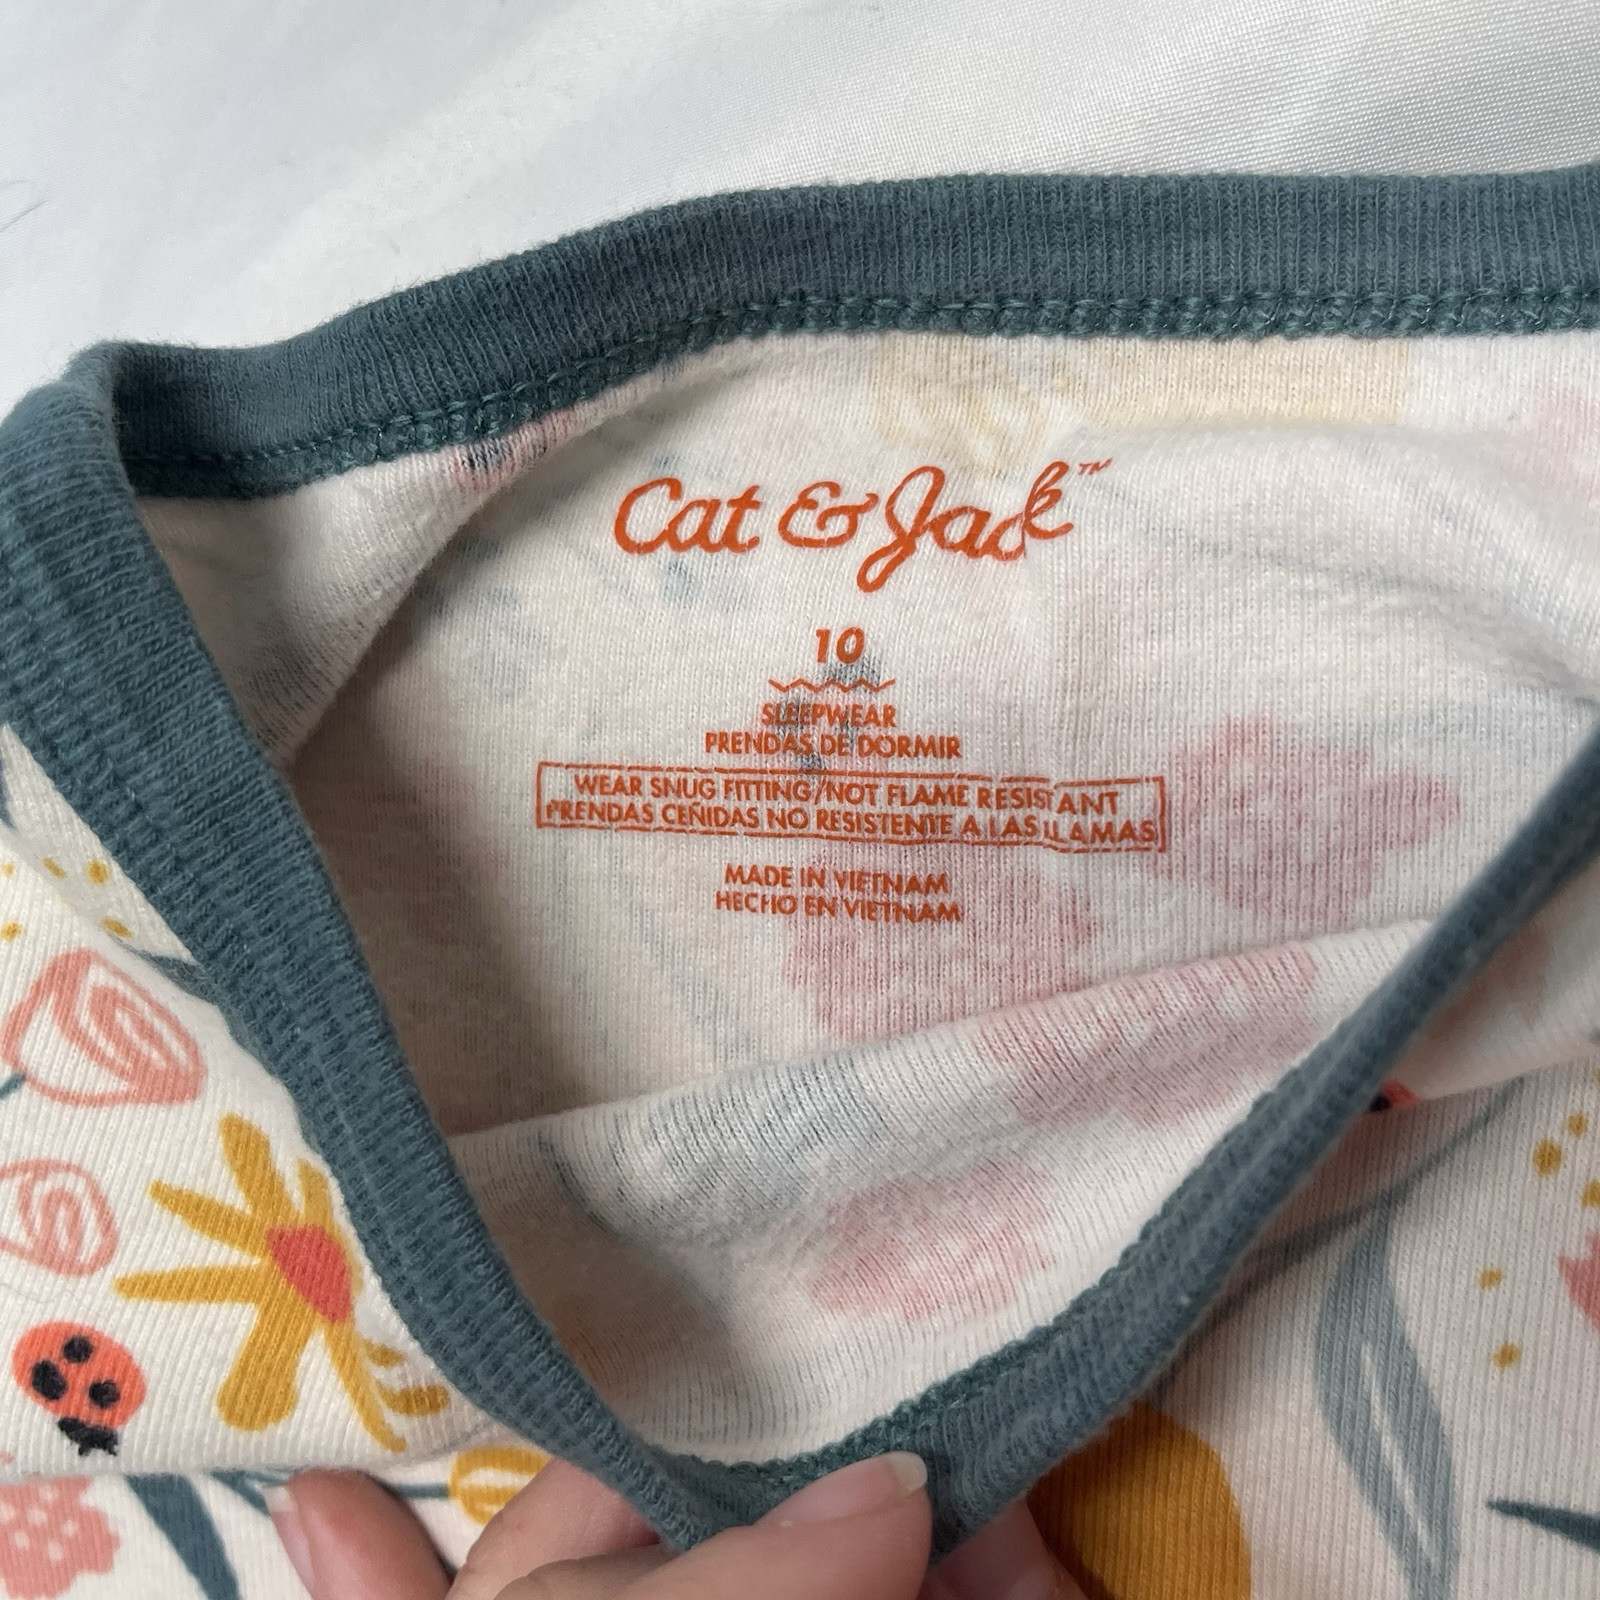 Cat & Jack™
10
SLEEPWEAR
PRENDAS DE DORMIR
WEAR SNUG FITTING/NOT FLAME RESISTANT
PRENDAS CEÑIDAS NO RESISTENTE A LAS LLAMAS
MADE IN VIETNAM
HECHO EN VIETNAM